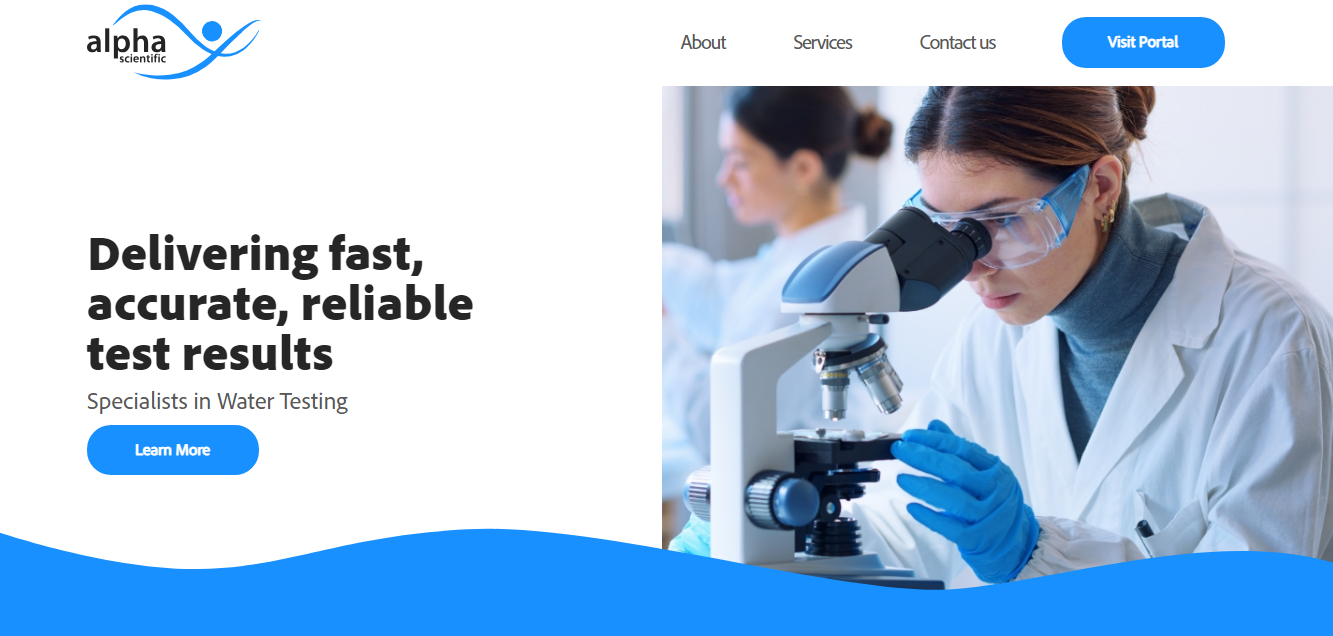 alpha
scientific
About
Services
Contact us
Visit Portal
Delivering fast,
accurate, reliable
test results
Specialists in Water Testing
Learn More